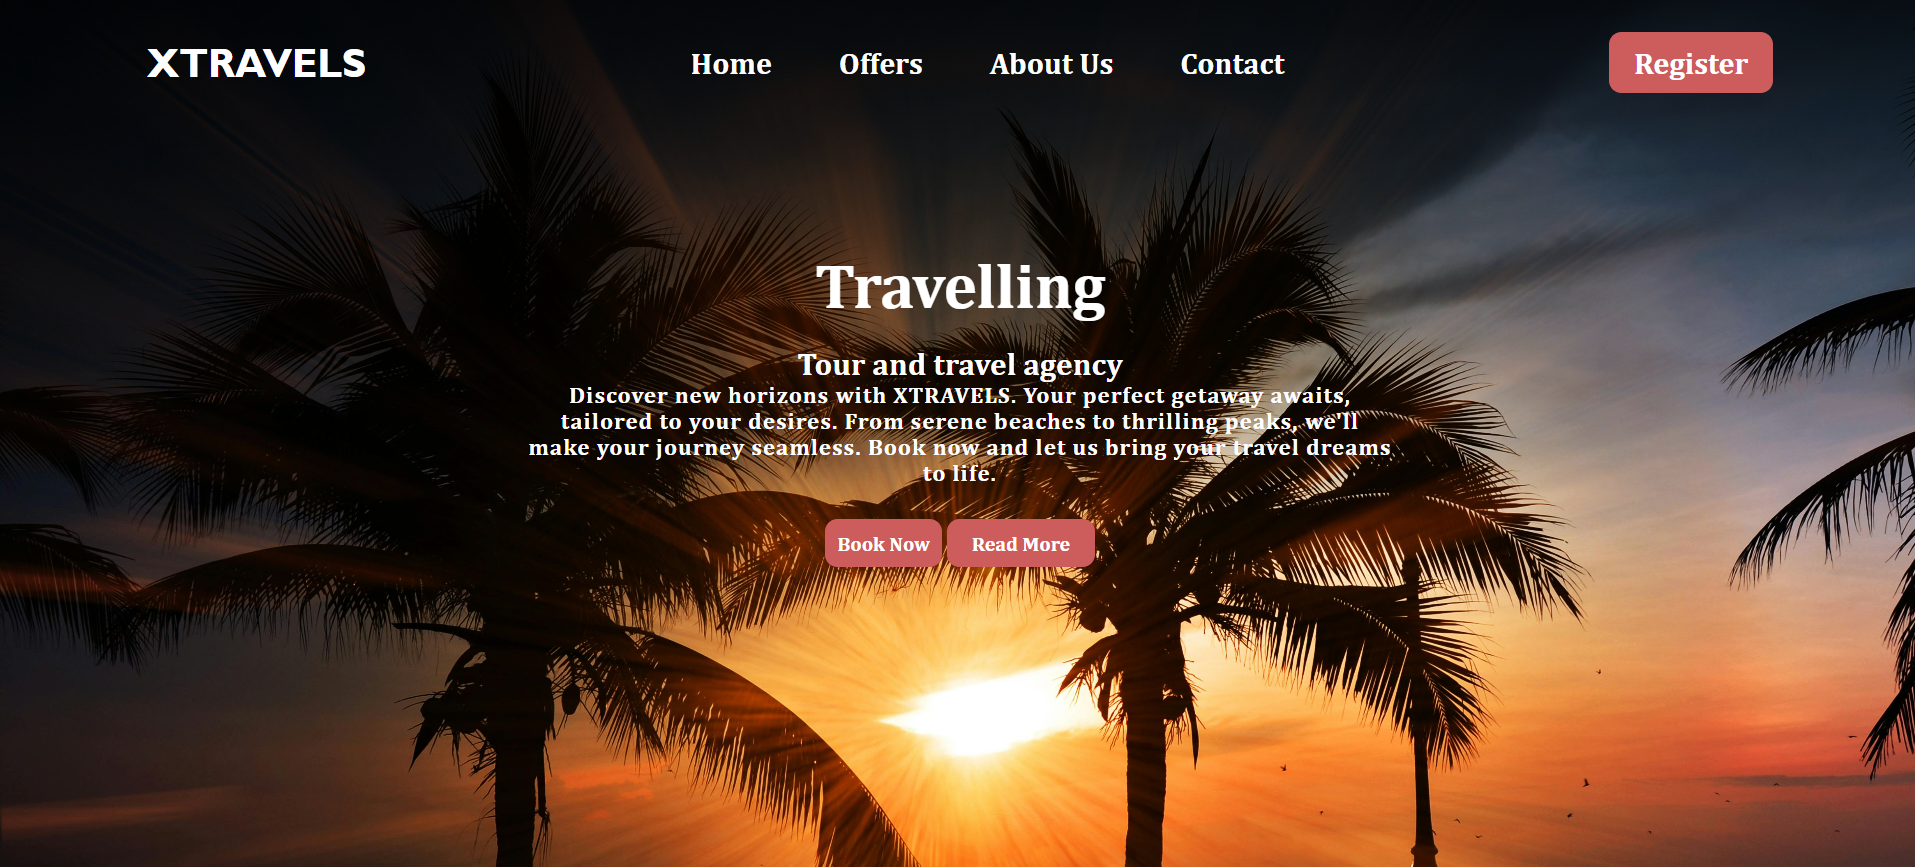 XTRAVELS
Home Offers About Us Contact
Register
Travelling
Tour and travel agency
Discover new horizons with XTRAVELS. Your perfect getaway awaits,
tailored to your desires. From serene beaches to thrilling peaks, we'll
make your journey seamless. Book now and let us bring your travel dreams
to life.
Book Now Read More